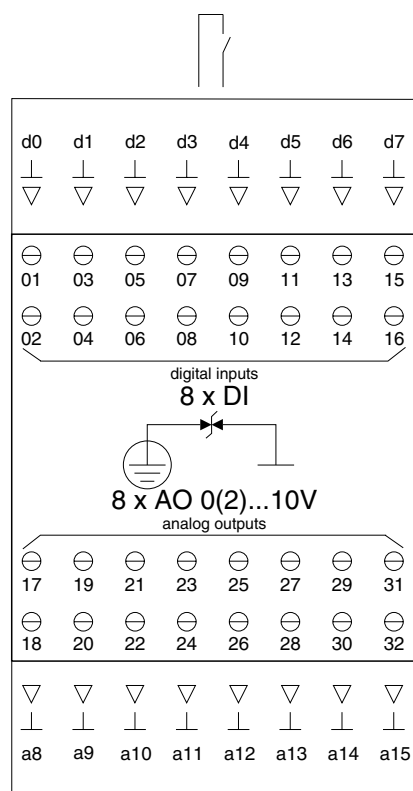 d0 d1 d2 d3 d4 d5 d6 d7
01 03 05 07 09 11 13 15
02 04 06 08 10 12 14 16
digital inputs
8 x DI
8 x AO 0(2)...10V
analog outputs
17 19 21 23 25 27 29 31
18 20 22 24 26 28 30 32
a8 a9 a10 a11 a12 a13 a14 a15